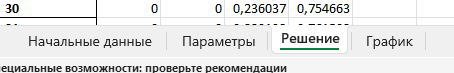 30 0 0 0,236037 0,754663
Начальные данные Параметры Решение График
ециальные возможности: проверьте рекомендации